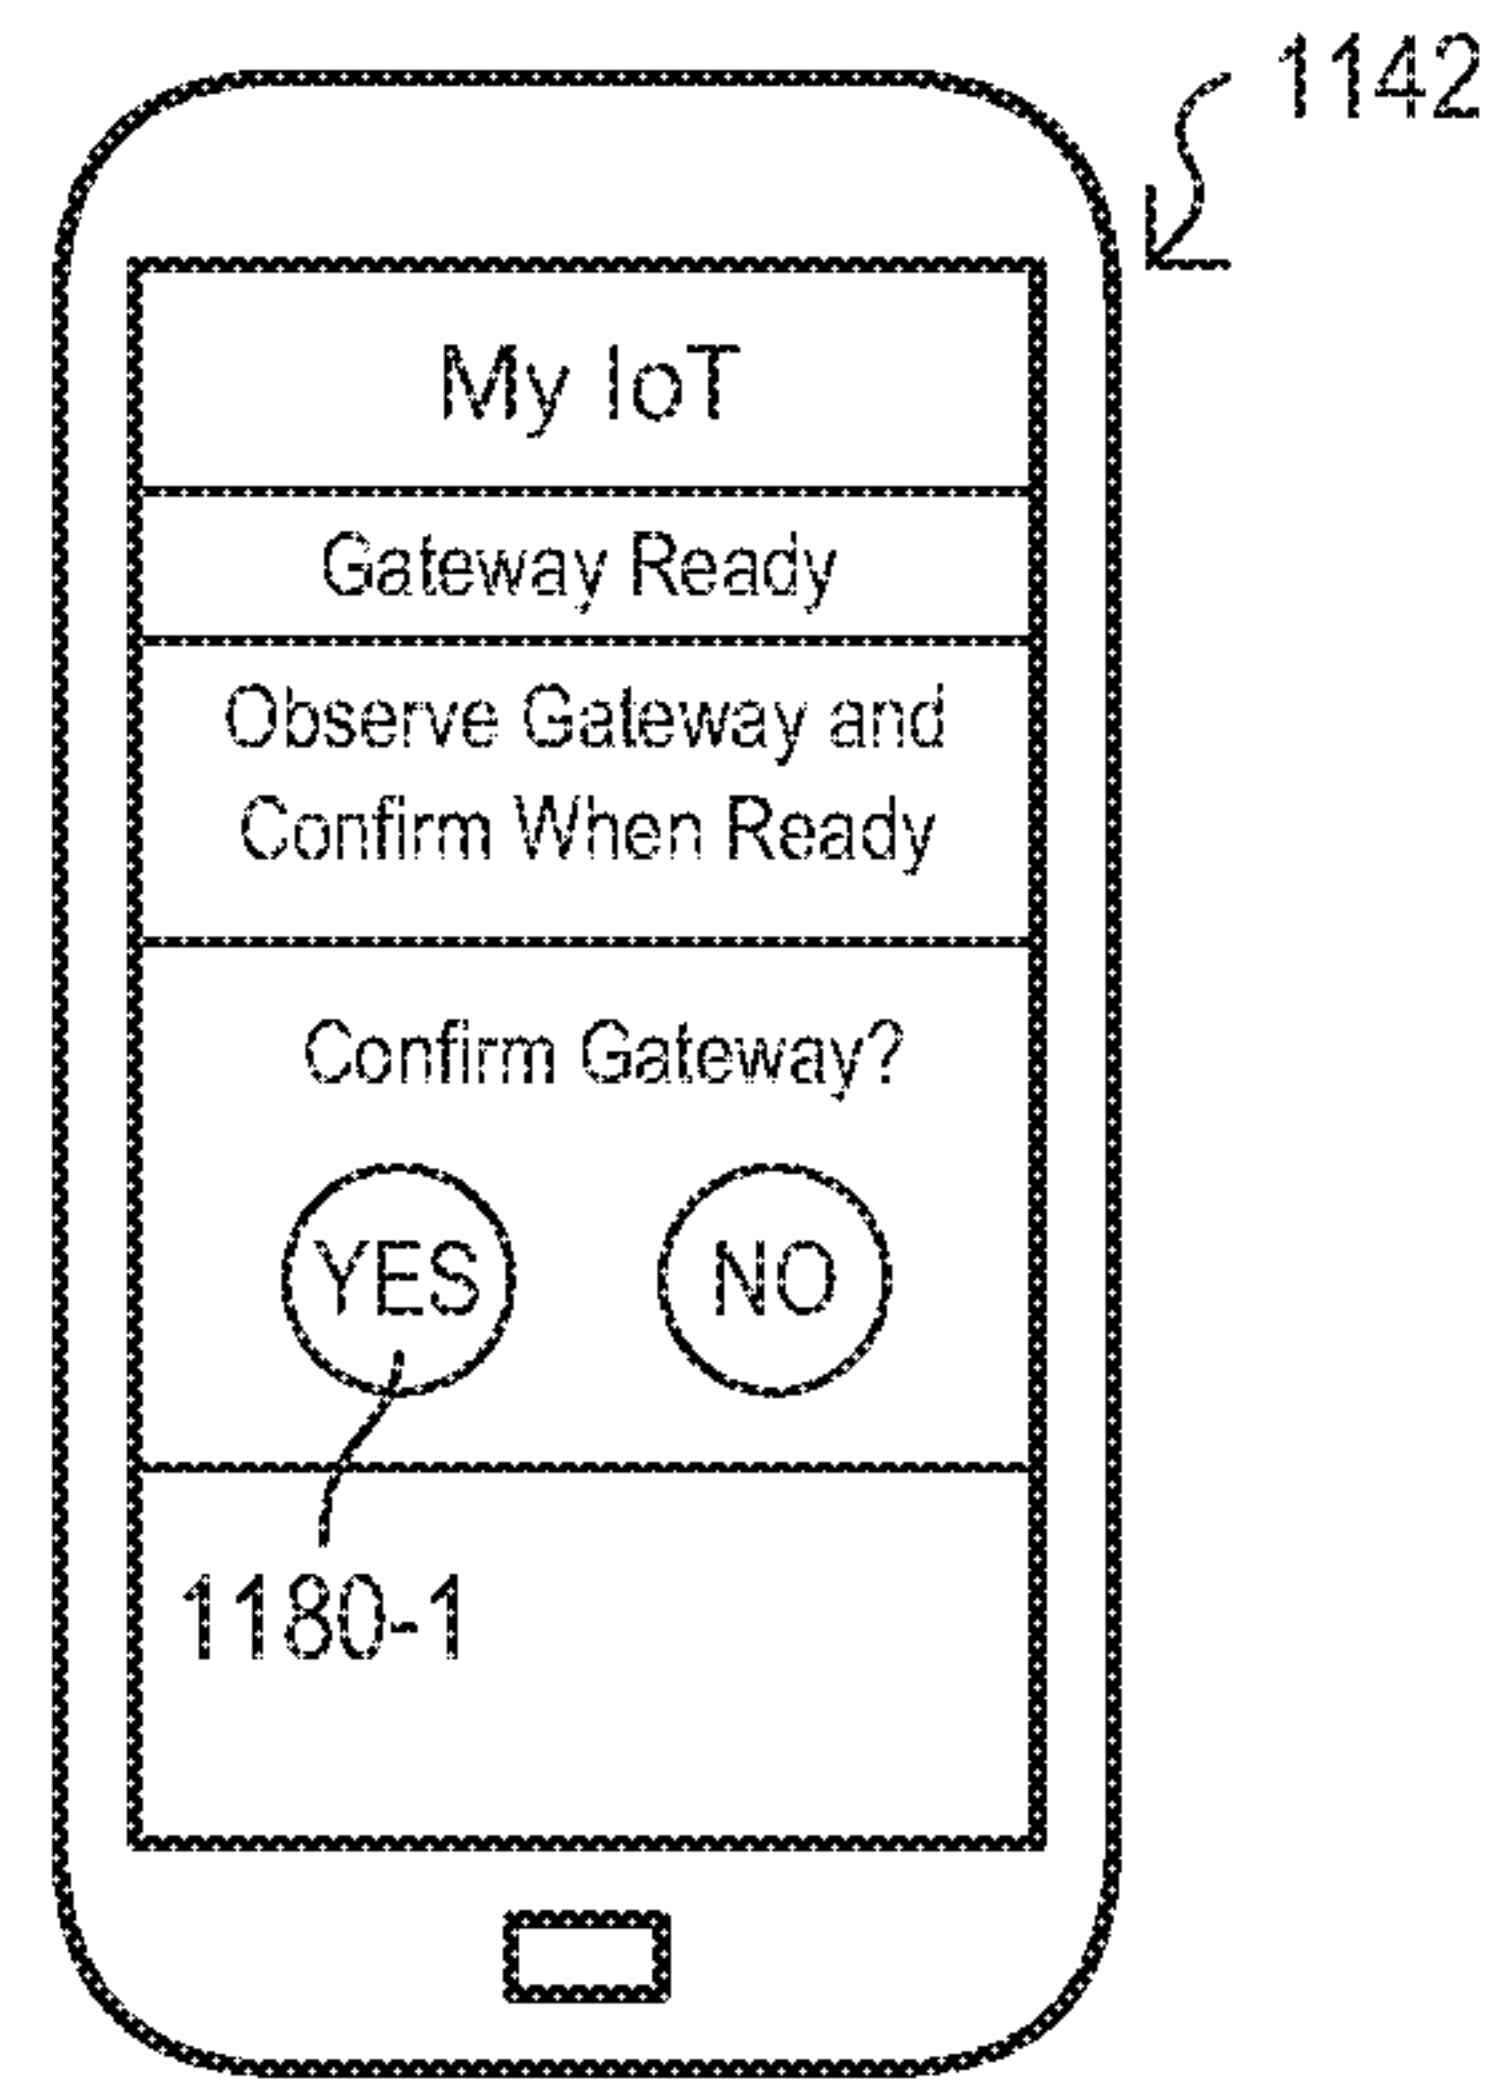 1142
My IoT
Gateway Ready
Observe Gateway and
Confirm When Ready
Confirm Gateway?
YES NO
1180-1